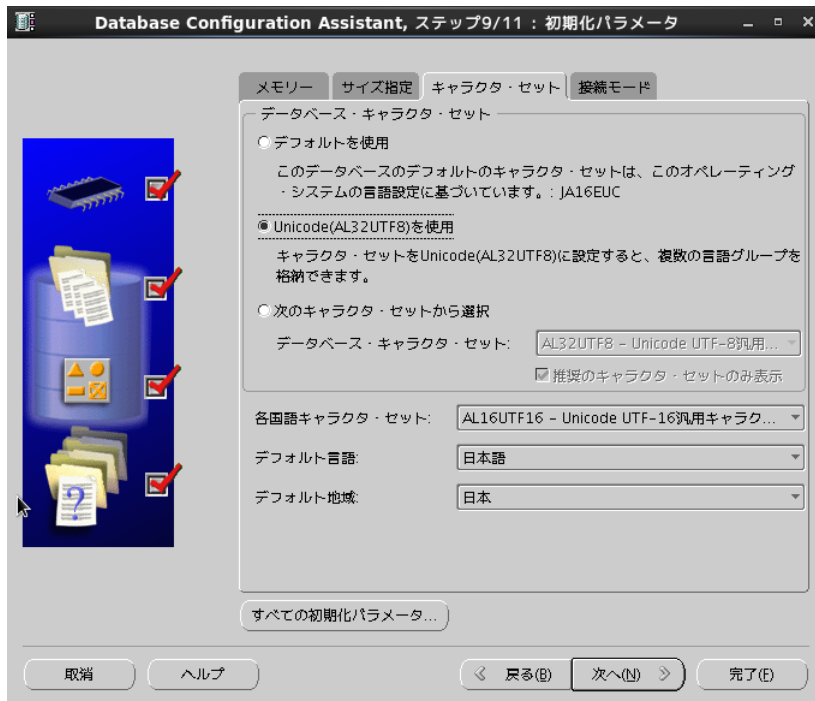 Database Configuration Assistant, ステップ9/11 : 初期化パラメータ
メモリー サイズ指定 キャラクタ・セット 接続モード
データベース・キャラクタ・セット
デフォルトを使用
このデータベースのデフォルトのキャラクタ・セットは、このオペレーティング
・システムの言語設定に基づいています。: JA16EUC
Unicode(AL32UTF8)を使用
キャラクタ・セットをUnicode(AL32UTF8)に設定すると、複数の言語グループを
格納できます。
次のキャラクタ・セットから選択
データベース・キャラクタ・セット: AL32UTF8 - Unicode UTF-8汎用...
推奨のキャラクタ・セットのみ表示
各国語キャラクタ・セット: AL16UTF16 - Unicode UTF-16汎用キャラク...
デフォルト言語: 日本語
デフォルト地域: 日本
すべての初期化パラメータ...
取消 ヘルプ 戻る(B) 次へ(N) 完了(F)